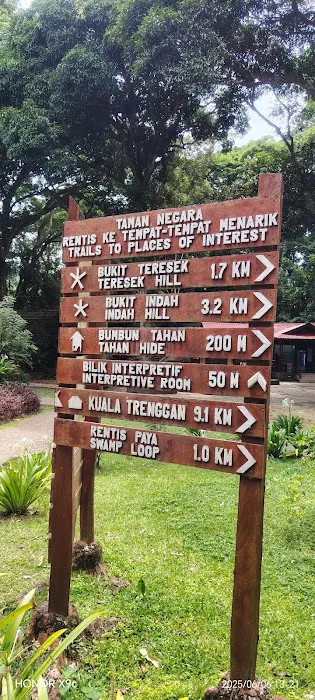 TAMAN NEGARA
RENTIS KE TEMPAT-TEMPAT MENARIK
TRAILS TO PLACES OF INTEREST
BUKIT TERESEK
TERESEK HILL
1.7 KM
BUKIT INDAH
INDAH HILL
3.2 KM
BUMBUN TAHAN
TAHAN HIDE
200 M
BILIK INTERPRETIF
INTERPRETIVE ROOM
50 M
KUALA TRENGGAN 9.1 KM
RENTIS PAYA
SWAMP LOOP
1.0 KM
HONOR X9c
2025/06/06 13:21